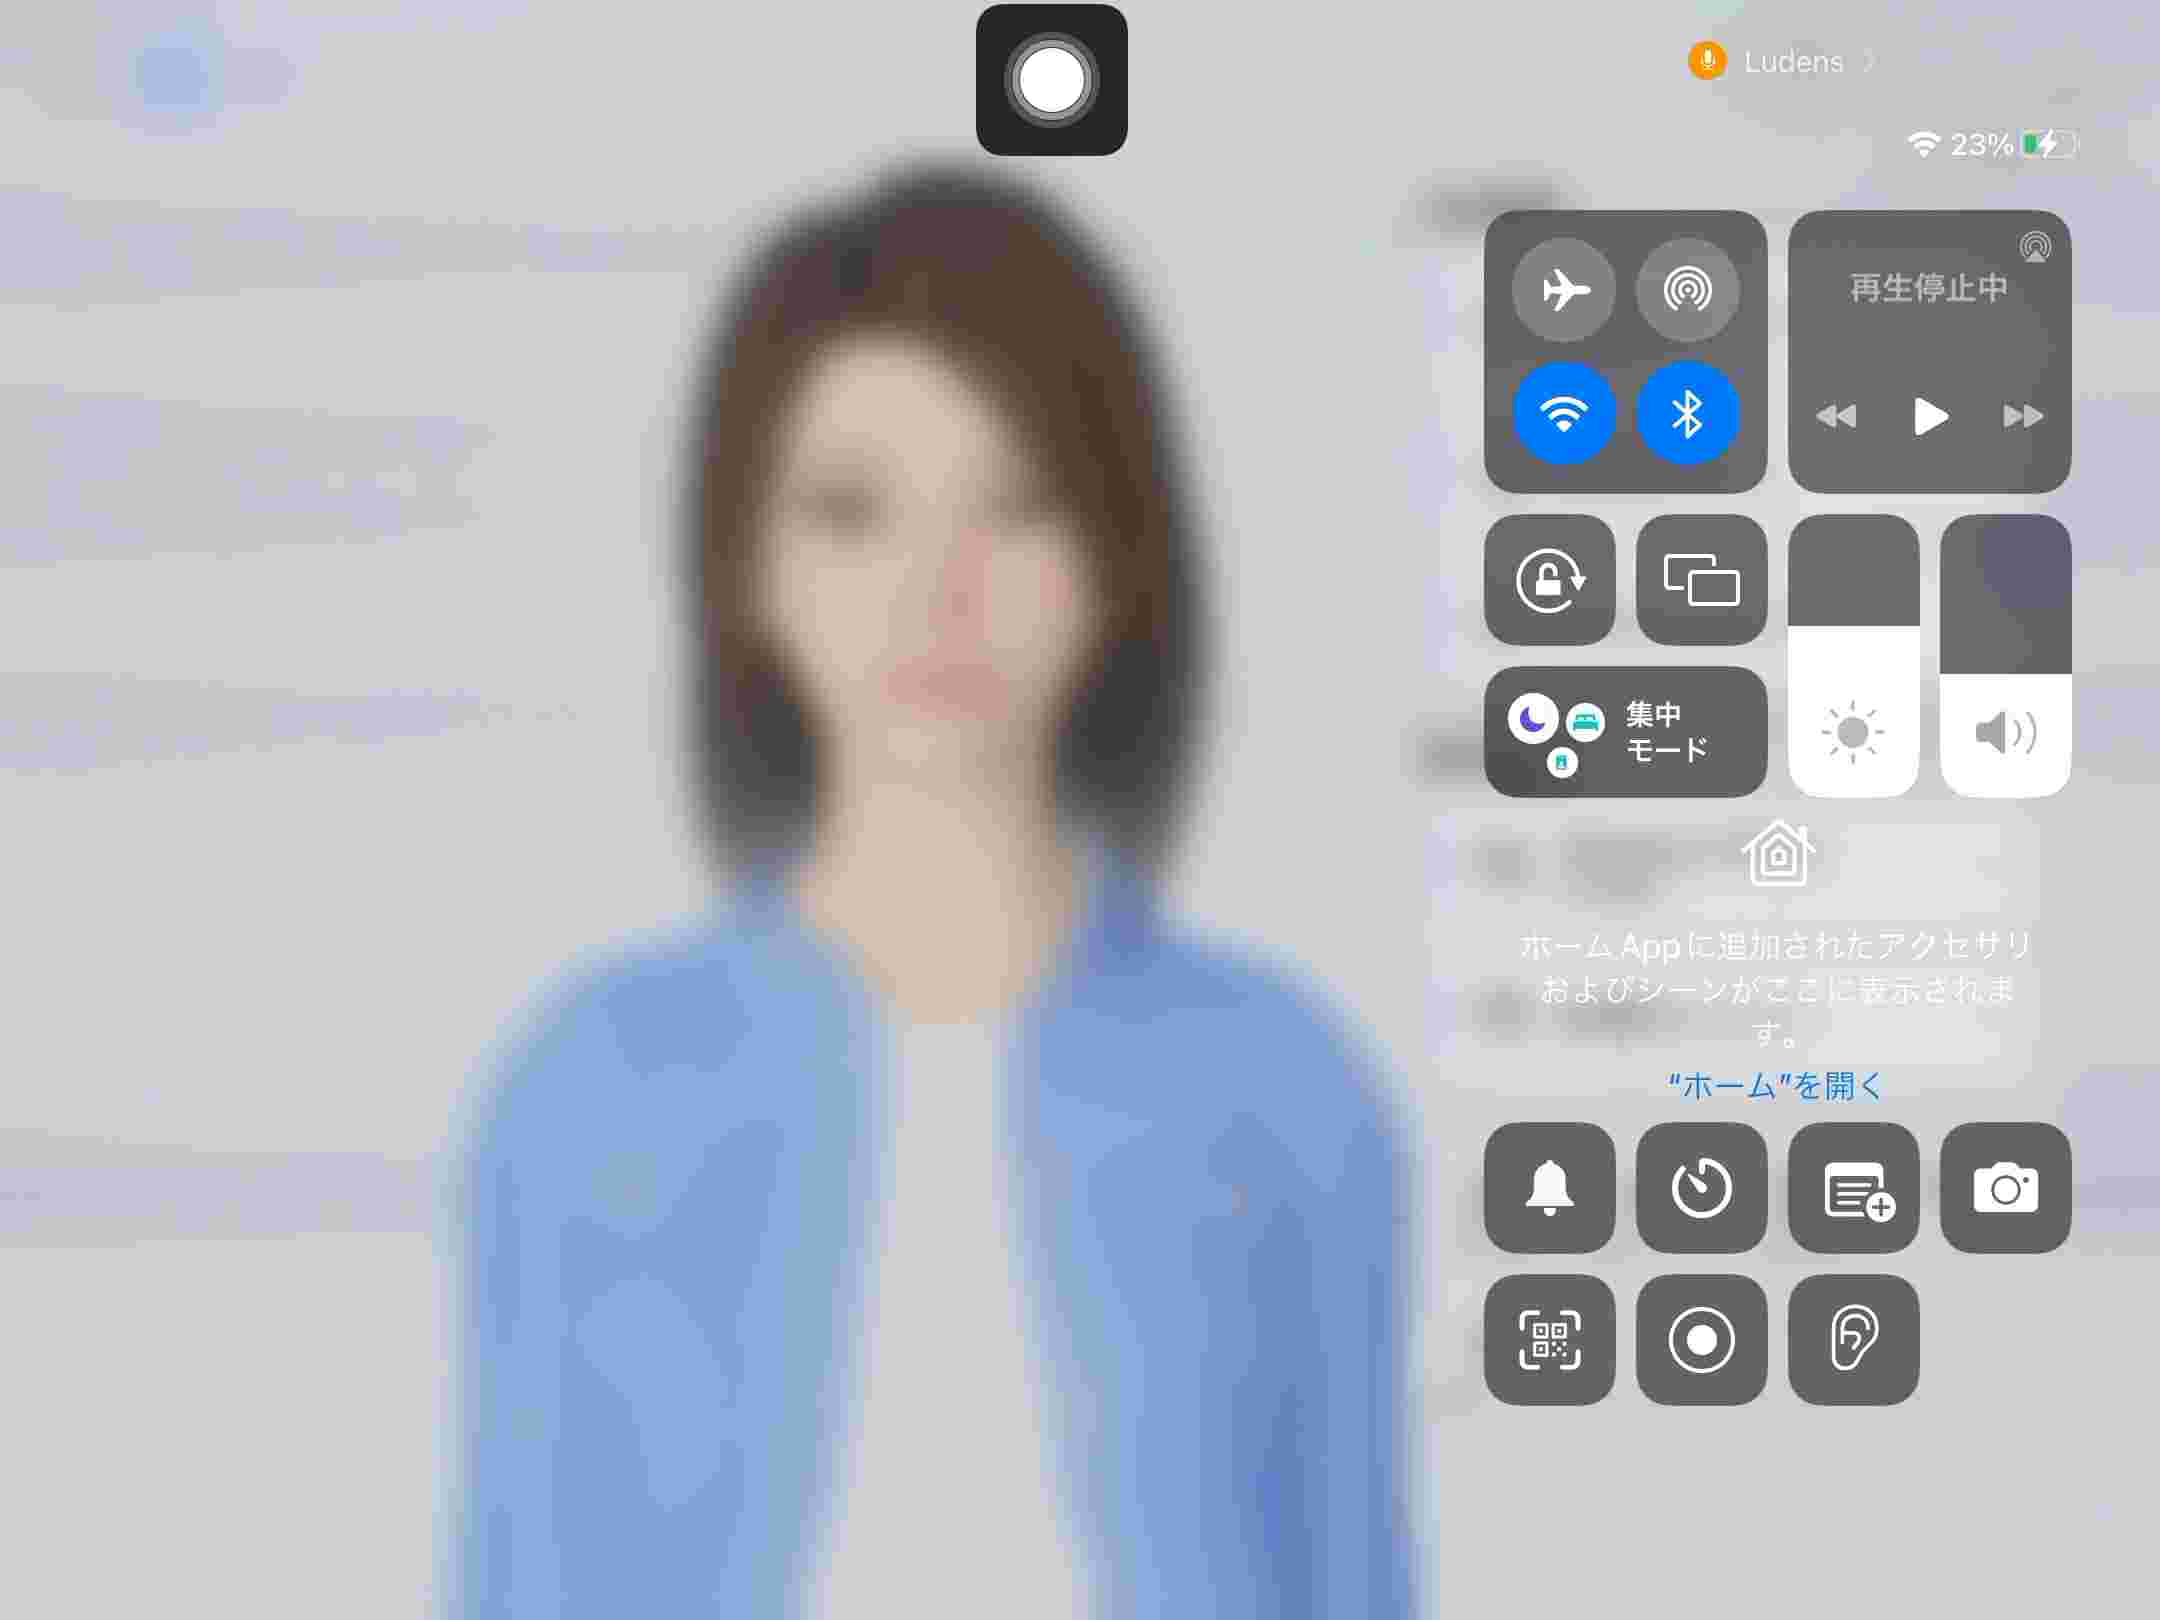 Ludens
23%
再生停止中
集中
モード
ホームAppに追加されたアクセサリ
およびシーンがここに表示されま
す。
“ホーム”を開く